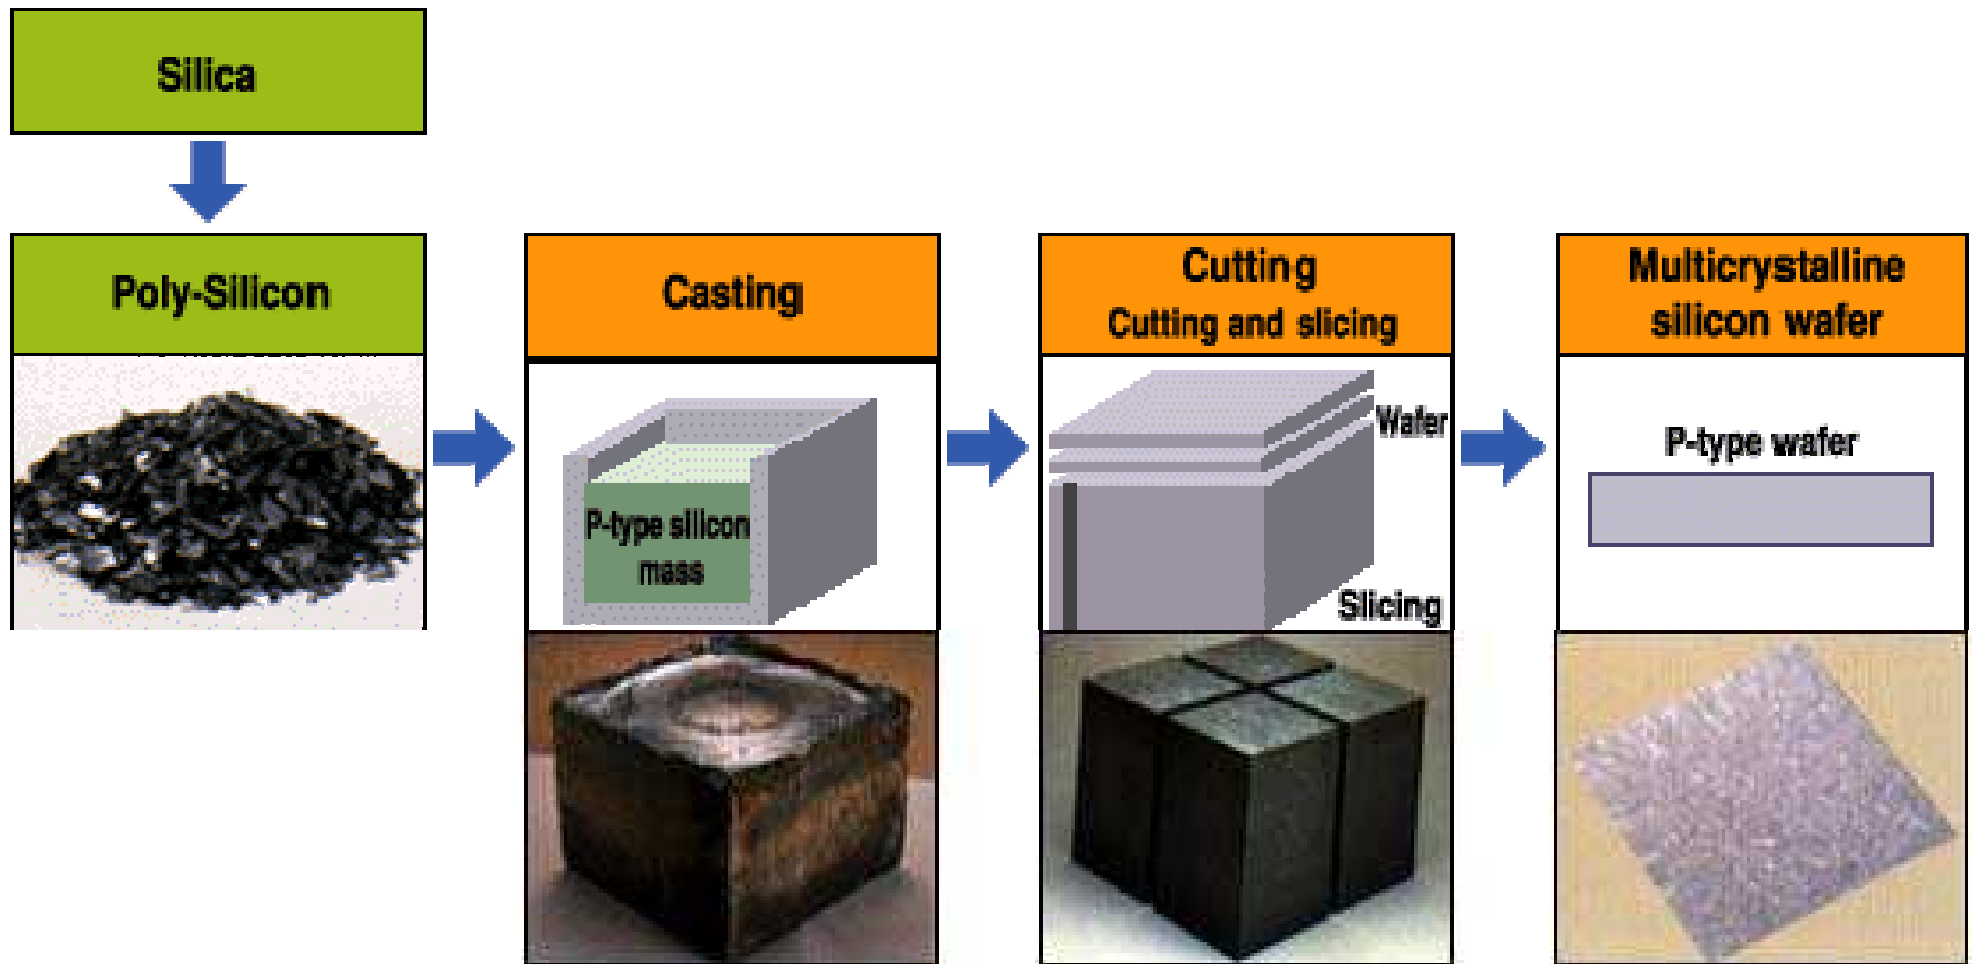 Silica
Poly-Silicon
Casting
Cutting
Cutting and slicing
Multicrystalline
silicon wafer
P-type silicon
mass
Wafer
Slicing
P-type wafer